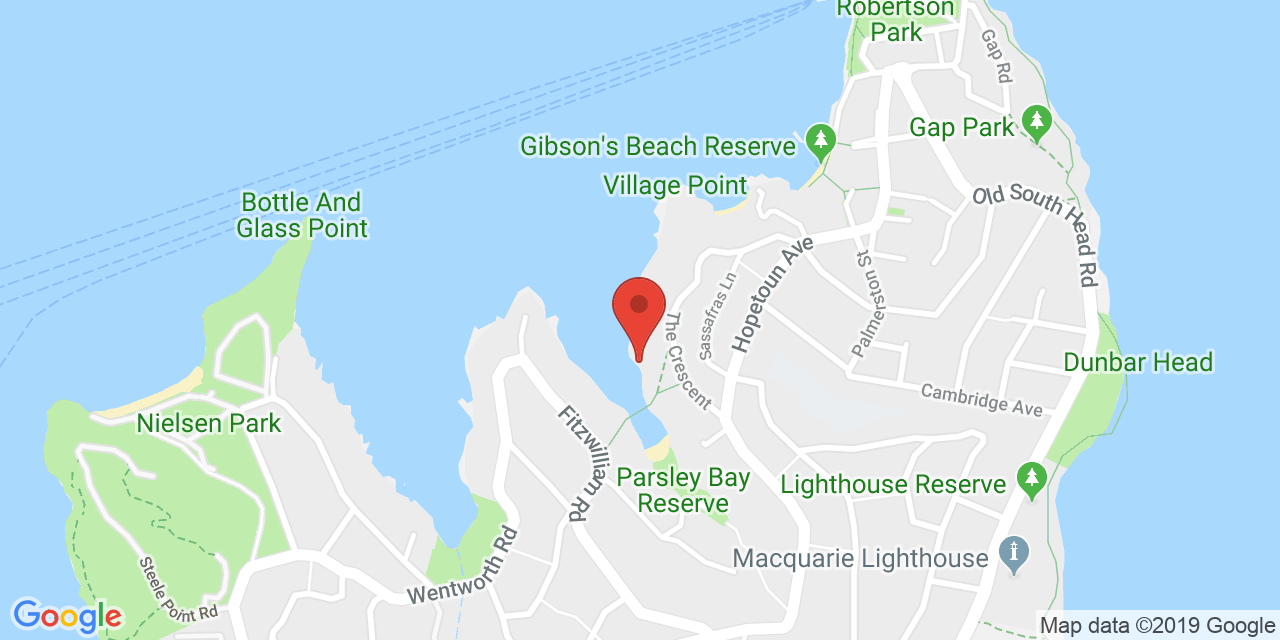 Robertson
Park
Gap Rd
Gap Park
Gibson's Beach Reserve
Village Point
Bottle And
Glass Point
Old South Head Rd
Hopetoun Ave
Palmerston St
Sassafras Ln
The Crescent
Dunbar Head
Cambridge Ave
Nielsen Park
Fitzwilliam Rd
Parsley Bay
Reserve
Lighthouse Reserve
Macquarie Lighthouse
Wentworth Rd
Steele Point Rd
Google
Map data ©2019 Google